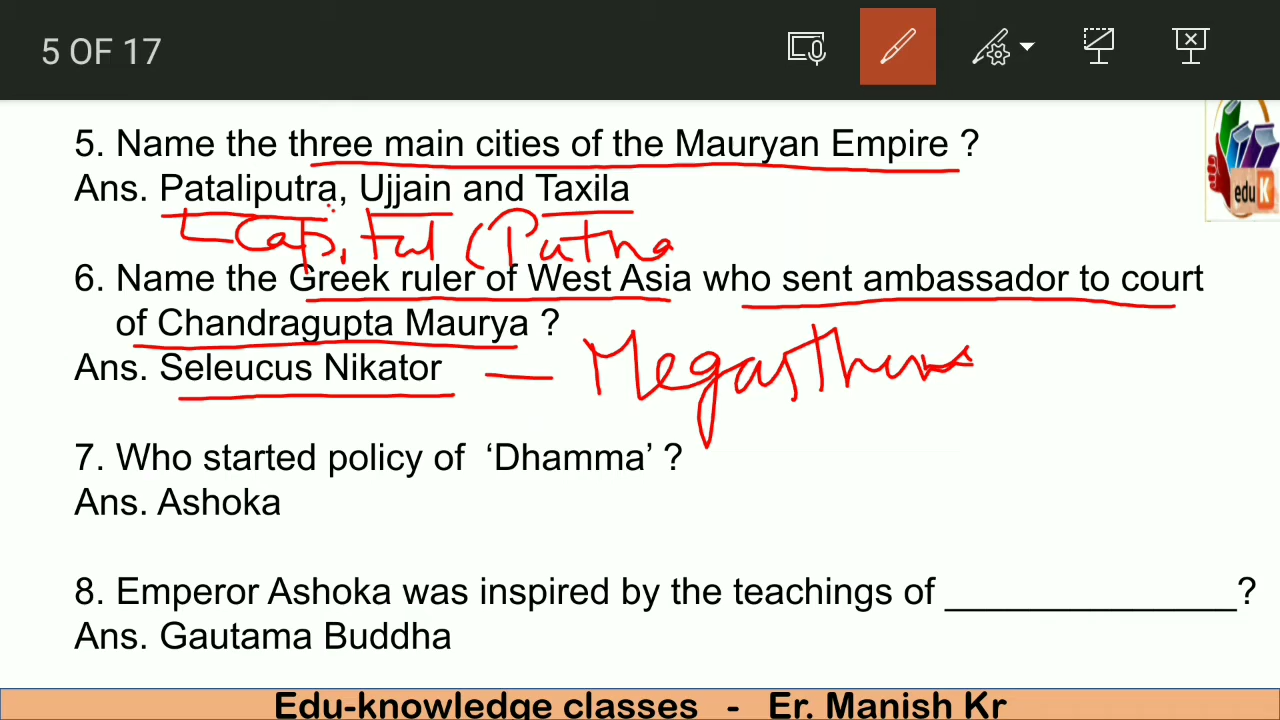 5 OF 17
5. Name the three main cities of the Mauryan Empire ?
Ans. Pataliputra, Ujjain and Taxila
Capital (Patna
6. Name the Greek ruler of West Asia who sent ambassador to court
of Chandragupta Maurya ?
Ans. Seleucus Nikator — Megasthenes
7. Who started policy of ‘Dhamma’ ?
Ans. Ashoka
8. Emperor Ashoka was inspired by the teachings of ______________?
Ans. Gautama Buddha
edu K
Edu-knowledge classes - Er. Manish Kr